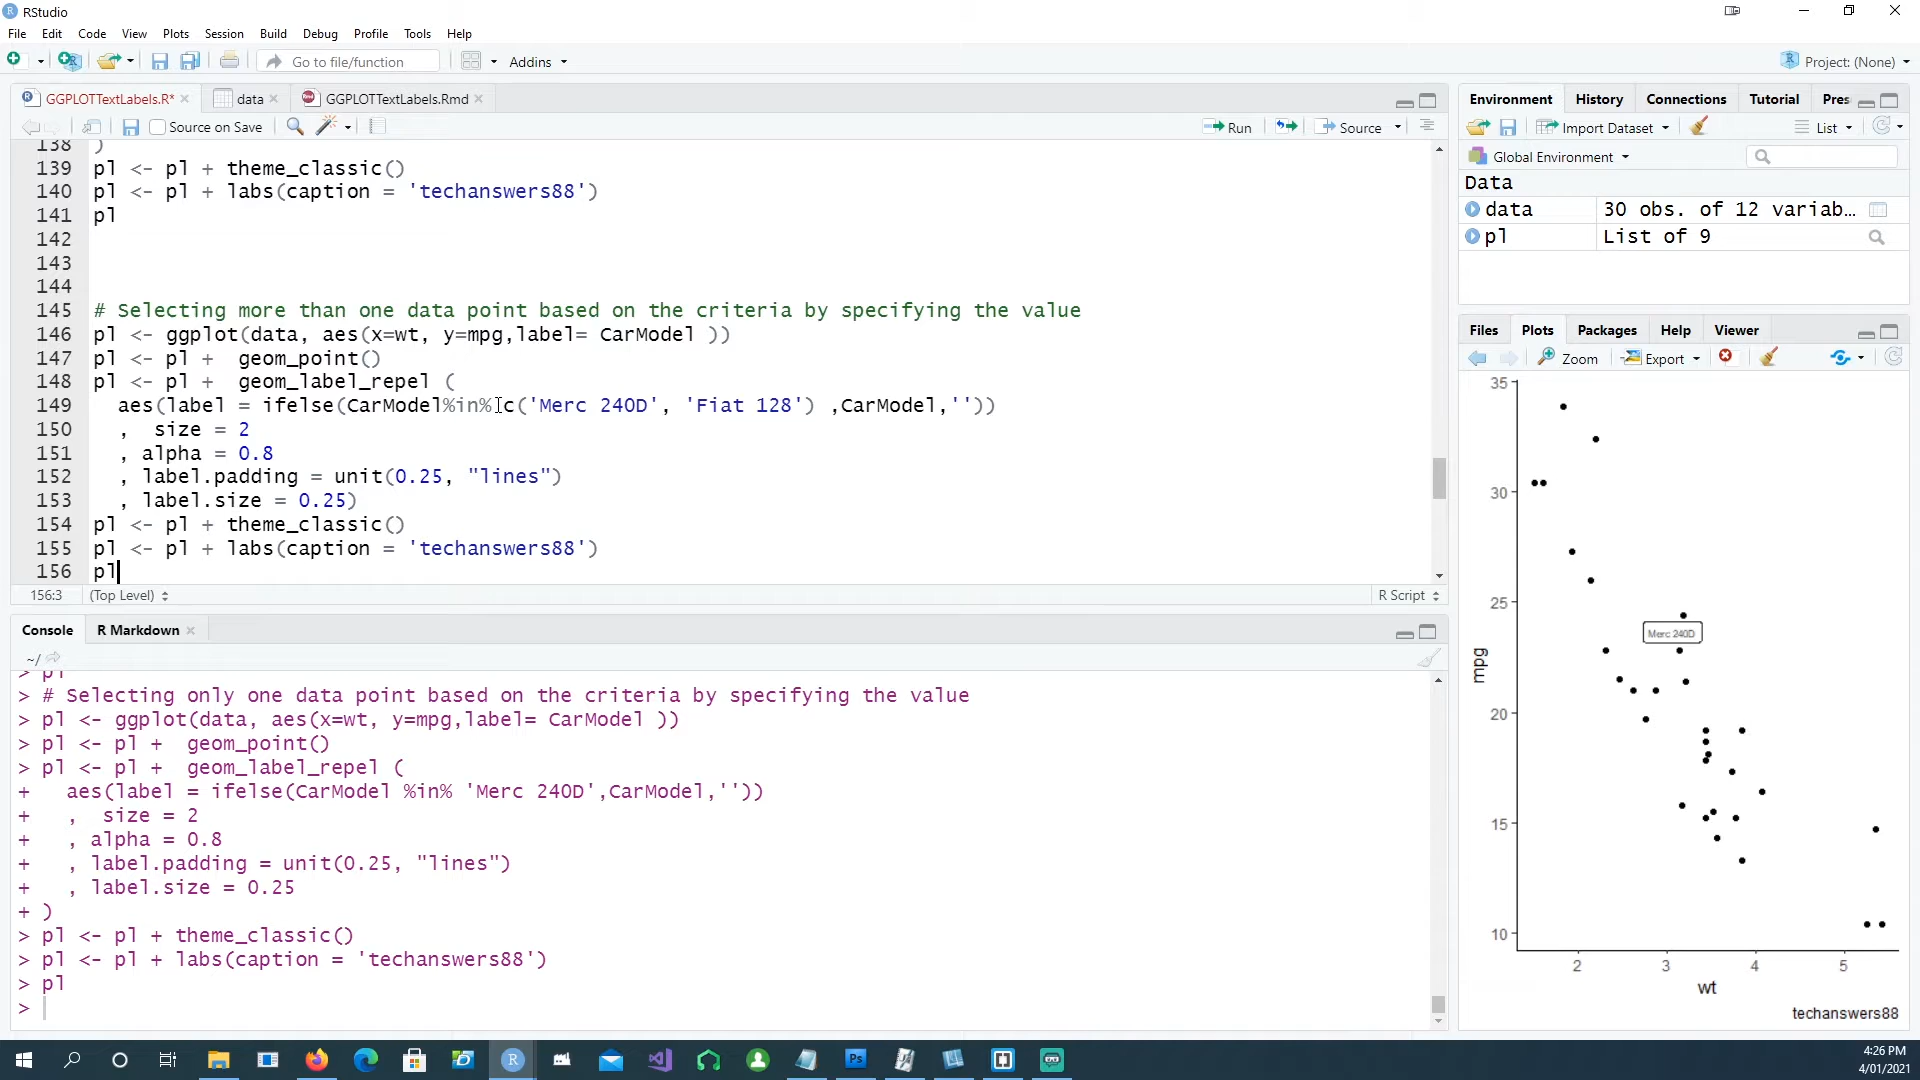 RStudio
File Edit Code View Plots Session Build Debug Profile Tools Help
Go to file/function Addins Project: (None)
GGPLOTTextLabels.R* data GGPLOTTextLabels.Rmd
Source on Save Run Source
138 )
139 pl <- pl + theme_classic()
140 pl <- pl + labs(caption = 'techanswers88')
141 pl
142
143
144
145 # Selecting more than one data point based on the criteria by specifying the value
146 pl <- ggplot(data, aes(x=wt, y=mpg,label= CarModel ))
147 pl <- pl +  geom_point()
148 pl <- pl +  geom_label_repel (
149   aes(label = ifelse(CarModel%in% c('Merc 240D', 'Fiat 128') ,CarModel,''))
150   ,  size = 2
151   , alpha = 0.8
152   , label.padding = unit(0.25, "lines")
153   , label.size = 0.25)
154 pl <- pl + theme_classic()
155 pl <- pl + labs(caption = 'techanswers88')
156 pl
156:3 (Top Level) R Script
Console R Markdown
~/
> pl
> # Selecting only one data point based on the criteria by specifying the value
> pl <- ggplot(data, aes(x=wt, y=mpg,label= CarModel ))
> pl <- pl +  geom_point()
> pl <- pl +  geom_label_repel (
+   aes(label = ifelse(CarModel %in% 'Merc 240D',CarModel,''))
+   ,  size = 2
+   , alpha = 0.8
+   , label.padding = unit(0.25, "lines")
+   , label.size = 0.25
+ )
> pl <- pl + theme_classic()
> pl <- pl + labs(caption = 'techanswers88')
> pl
>
Environment History Connections Tutorial Pres
Import Dataset List
Global Environment
Data
data 30 obs. of 12 variab…
pl List of 9
Files Plots Packages Help Viewer
Zoom Export
35
30
25
Merc 240D
mpg
20
15
10
2 3 4 5
wt
techanswers88
Ps
4:26 PM
4/01/2021